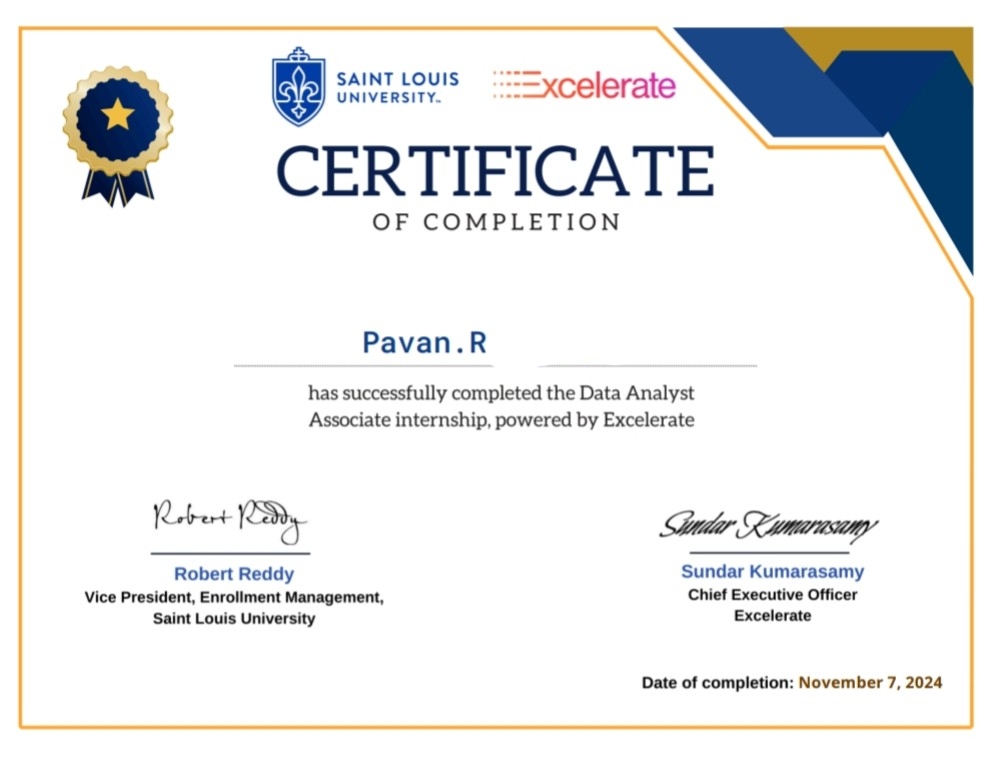 SAINT LOUIS
UNIVERSITY™
Excelerate
CERTIFICATE
OF COMPLETION
Pavan.R
has successfully completed the Data Analyst
Associate internship, powered by Excelerate
Robert Reddy
Robert Reddy
Vice President, Enrollment Management,
Saint Louis University
Sundar Kumarasamy
Sundar Kumarasamy
Chief Executive Officer
Excelerate
Date of completion: November 7, 2024